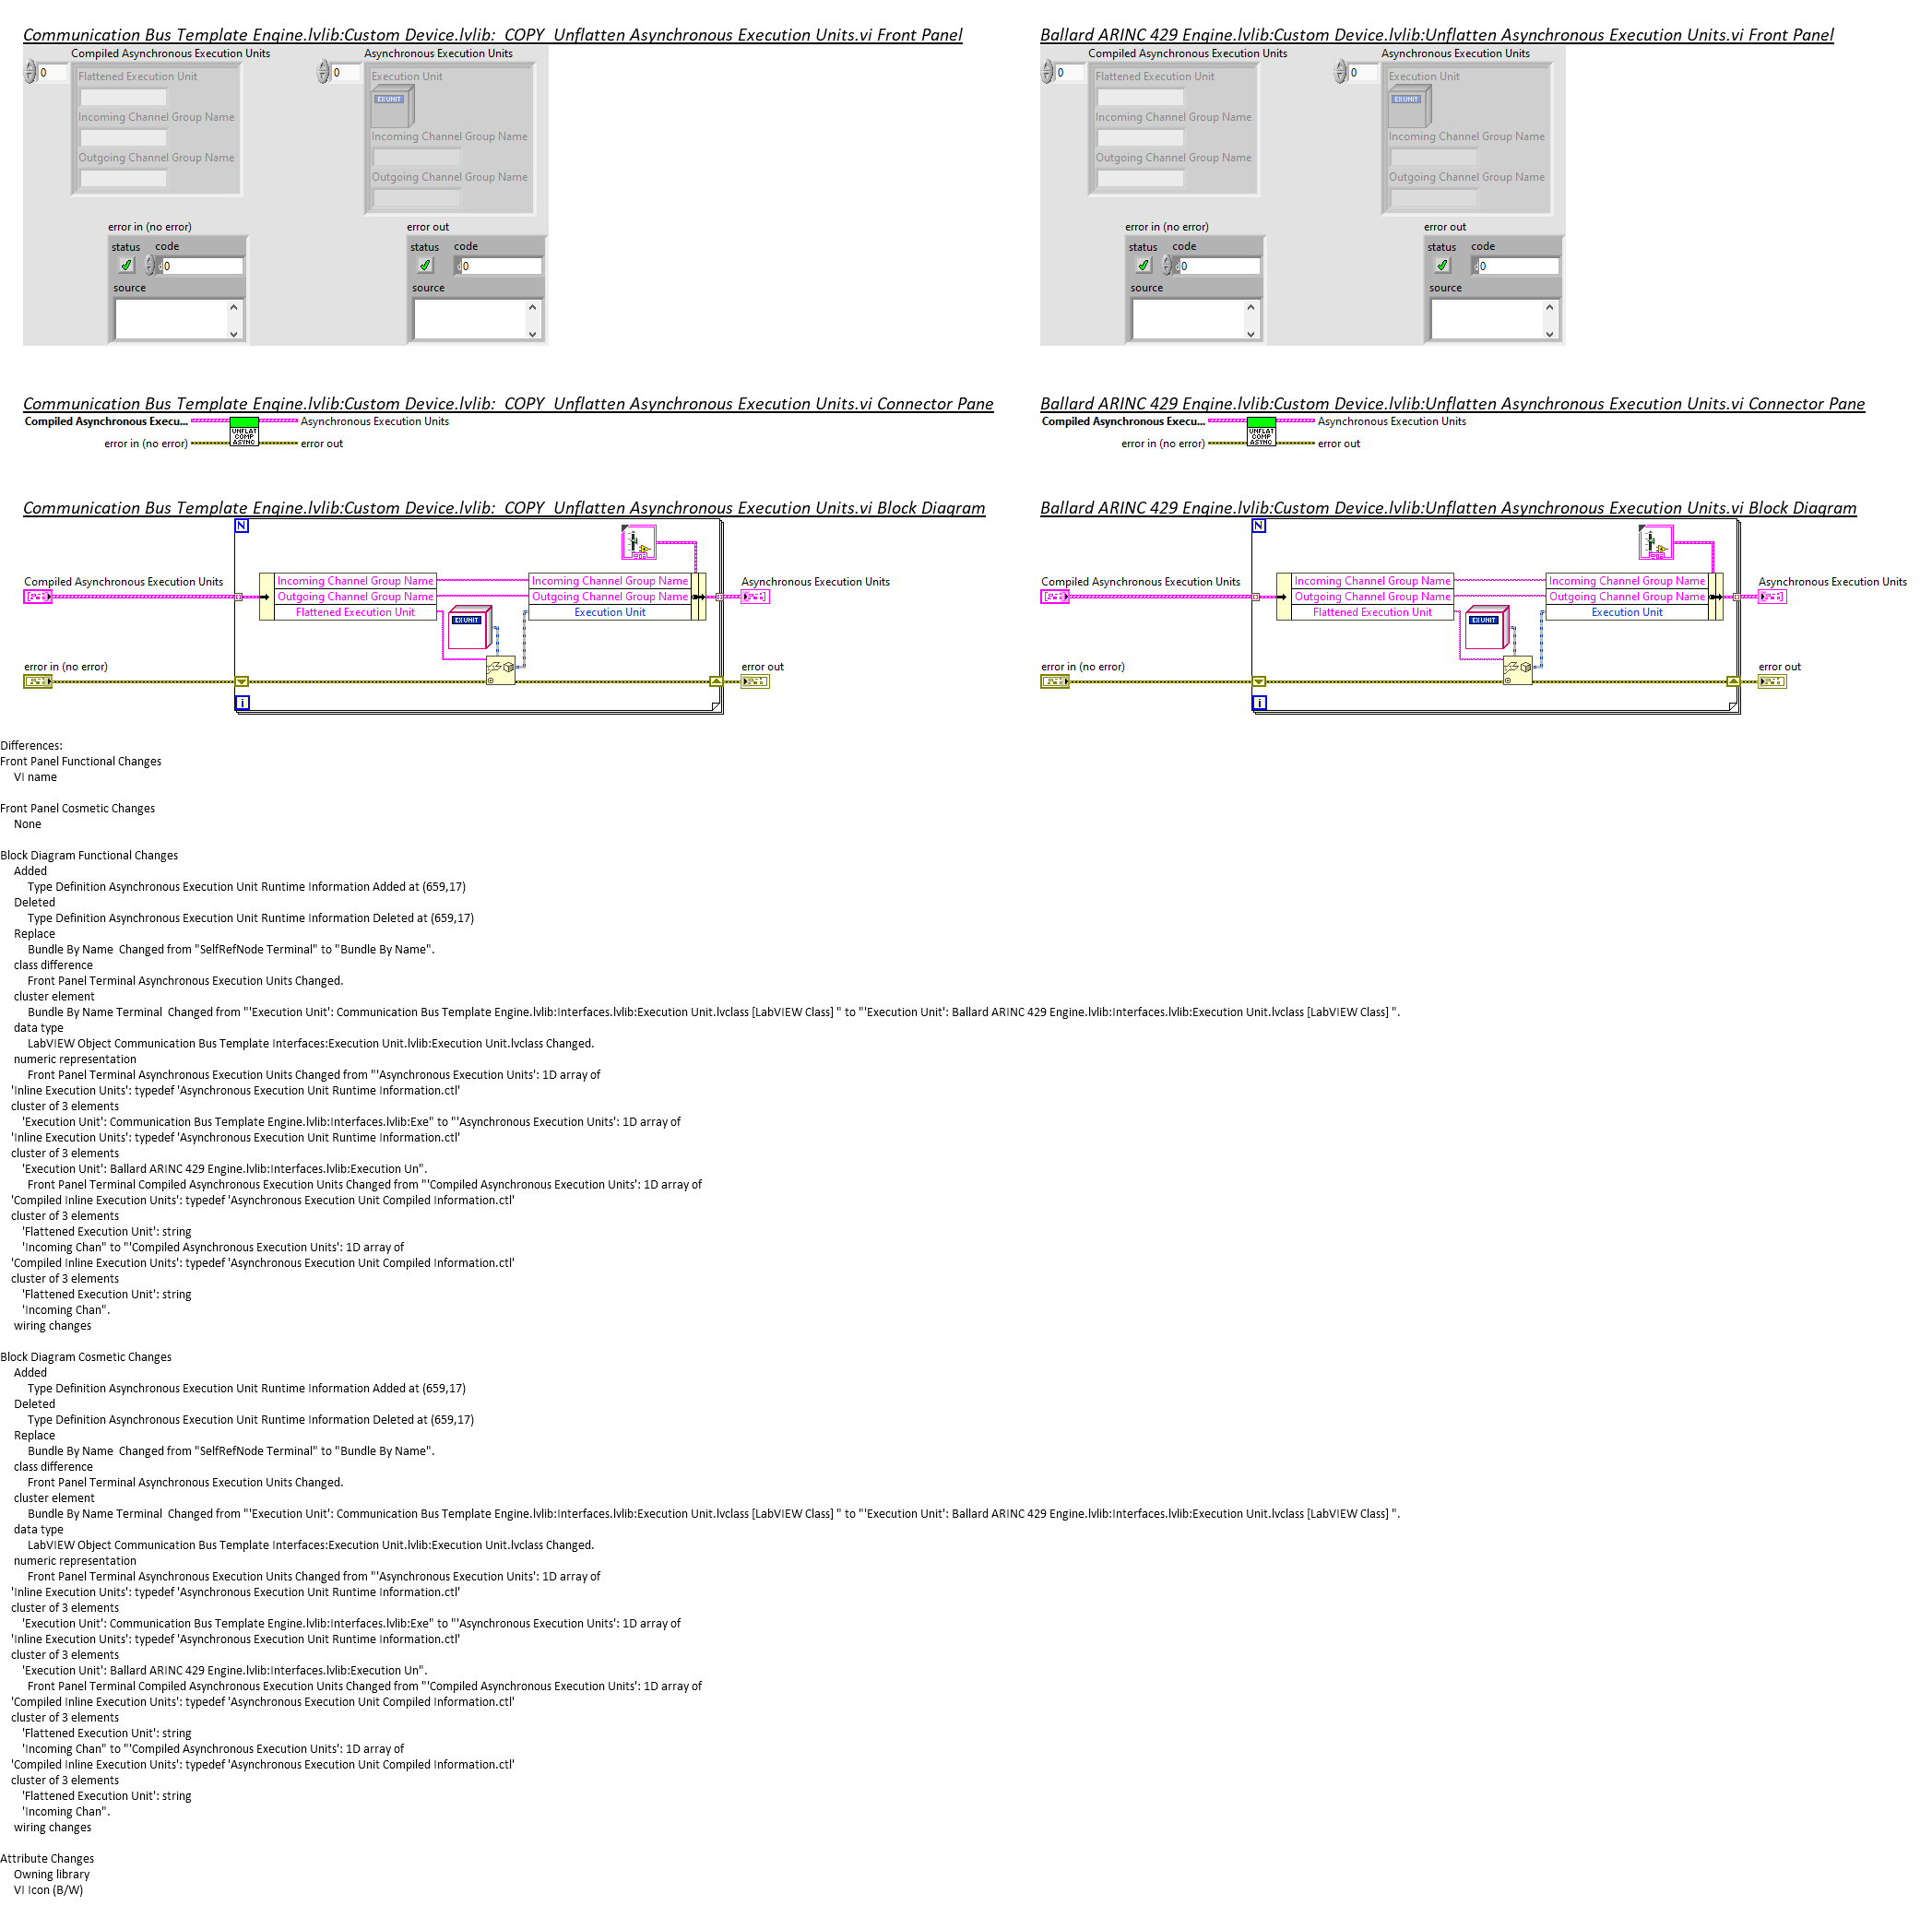 Communication Bus Template Engine.lvlib:Custom Device.lvlib:  COPY  Unflatten Asynchronous Execution Units.vi Front Panel
Compiled Asynchronous Execution Units
Asynchronous Execution Units
0
Flattened Execution Unit
Incoming Channel Group Name
Outgoing Channel Group Name
0
Execution Unit
EXUNIT
Incoming Channel Group Name
Outgoing Channel Group Name
error in (no error)
status code
0
source
error out
status code
0
source
Ballard ARINC 429 Engine.lvlib:Custom Device.lvlib:Unflatten Asynchronous Execution Units.vi Front Panel
Compiled Asynchronous Execution Units
Asynchronous Execution Units
0
Flattened Execution Unit
Incoming Channel Group Name
Outgoing Channel Group Name
0
Execution Unit
EXUNIT
Incoming Channel Group Name
Outgoing Channel Group Name
error in (no error)
status code
0
source
error out
status code
0
source
Communication Bus Template Engine.lvlib:Custom Device.lvlib:  COPY  Unflatten Asynchronous Execution Units.vi Connector Pane
Compiled Asynchronous Execu...
Asynchronous Execution Units
error in (no error)
UNFLAT
COMP
ASYNC
error out
Ballard ARINC 429 Engine.lvlib:Custom Device.lvlib:Unflatten Asynchronous Execution Units.vi Connector Pane
Compiled Asynchronous Execu...
Asynchronous Execution Units
error in (no error)
UNFLAT
COMP
ASYNC
error out
Communication Bus Template Engine.lvlib:Custom Device.lvlib:  COPY  Unflatten Asynchronous Execution Units.vi Block Diagram
N
Compiled Asynchronous Execution Units
Incoming Channel Group Name
Outgoing Channel Group Name
Flattened Execution Unit
EXUNIT
Incoming Channel Group Name
Outgoing Channel Group Name
Execution Unit
Asynchronous Execution Units
error in (no error)
error out
i
Ballard ARINC 429 Engine.lvlib:Custom Device.lvlib:Unflatten Asynchronous Execution Units.vi Block Diagram
N
Compiled Asynchronous Execution Units
Incoming Channel Group Name
Outgoing Channel Group Name
Flattened Execution Unit
EXUNIT
Incoming Channel Group Name
Outgoing Channel Group Name
Execution Unit
Asynchronous Execution Units
error in (no error)
error out
i
Differences:
Front Panel Functional Changes
VI name
Front Panel Cosmetic Changes
None
Block Diagram Functional Changes
Added
Type Definition Asynchronous Execution Unit Runtime Information Added at (659,17)
Deleted
Type Definition Asynchronous Execution Unit Runtime Information Deleted at (659,17)
Replace
Bundle By Name  Changed from "SelfRefNode Terminal" to "Bundle By Name".
class difference
Front Panel Terminal Asynchronous Execution Units Changed.
cluster element
Bundle By Name Terminal  Changed from "'Execution Unit': Communication Bus Template Engine.lvlib:Interfaces.lvlib:Execution Unit.lvclass [LabVIEW Class] " to "'Execution Unit': Ballard ARINC 429 Engine.lvlib:Interfaces.lvlib:Execution Unit.lvclass [LabVIEW Class] ".
data type
LabVIEW Object Communication Bus Template Interfaces:Execution Unit.lvlib:Execution Unit.lvclass Changed.
numeric representation
Front Panel Terminal Asynchronous Execution Units Changed from "'Asynchronous Execution Units': 1D array of
'Inline Execution Units': typedef 'Asynchronous Execution Unit Runtime Information.ctl'
cluster of 3 elements
'Execution Unit': Communication Bus Template Engine.lvlib:Interfaces.lvlib:Exe" to "'Asynchronous Execution Units': 1D array of
'Inline Execution Units': typedef 'Asynchronous Execution Unit Runtime Information.ctl'
cluster of 3 elements
'Execution Unit': Ballard ARINC 429 Engine.lvlib:Interfaces.lvlib:Execution Un".
Front Panel Terminal Compiled Asynchronous Execution Units Changed from "'Compiled Asynchronous Execution Units': 1D array of
'Compiled Inline Execution Units': typedef 'Asynchronous Execution Unit Compiled Information.ctl'
cluster of 3 elements
'Flattened Execution Unit': string
'Incoming Chan" to "'Compiled Asynchronous Execution Units': 1D array of
'Compiled Inline Execution Units': typedef 'Asynchronous Execution Unit Compiled Information.ctl'
cluster of 3 elements
'Flattened Execution Unit': string
'Incoming Chan".
wiring changes
Block Diagram Cosmetic Changes
Added
Type Definition Asynchronous Execution Unit Runtime Information Added at (659,17)
Deleted
Type Definition Asynchronous Execution Unit Runtime Information Deleted at (659,17)
Replace
Bundle By Name  Changed from "SelfRefNode Terminal" to "Bundle By Name".
class difference
Front Panel Terminal Asynchronous Execution Units Changed.
cluster element
Bundle By Name Terminal  Changed from "'Execution Unit': Communication Bus Template Engine.lvlib:Interfaces.lvlib:Execution Unit.lvclass [LabVIEW Class] " to "'Execution Unit': Ballard ARINC 429 Engine.lvlib:Interfaces.lvlib:Execution Unit.lvclass [LabVIEW Class] ".
data type
LabVIEW Object Communication Bus Template Interfaces:Execution Unit.lvlib:Execution Unit.lvclass Changed.
numeric representation
Front Panel Terminal Asynchronous Execution Units Changed from "'Asynchronous Execution Units': 1D array of
'Inline Execution Units': typedef 'Asynchronous Execution Unit Runtime Information.ctl'
cluster of 3 elements
'Execution Unit': Communication Bus Template Engine.lvlib:Interfaces.lvlib:Exe" to "'Asynchronous Execution Units': 1D array of
'Inline Execution Units': typedef 'Asynchronous Execution Unit Runtime Information.ctl'
cluster of 3 elements
'Execution Unit': Ballard ARINC 429 Engine.lvlib:Interfaces.lvlib:Execution Un".
Front Panel Terminal Compiled Asynchronous Execution Units Changed from "'Compiled Asynchronous Execution Units': 1D array of
'Compiled Inline Execution Units': typedef 'Asynchronous Execution Unit Compiled Information.ctl'
cluster of 3 elements
'Flattened Execution Unit': string
'Incoming Chan" to "'Compiled Asynchronous Execution Units': 1D array of
'Compiled Inline Execution Units': typedef 'Asynchronous Execution Unit Compiled Information.ctl'
cluster of 3 elements
'Flattened Execution Unit': string
'Incoming Chan".
wiring changes
Attribute Changes
Owning library
VI Icon (B/W)